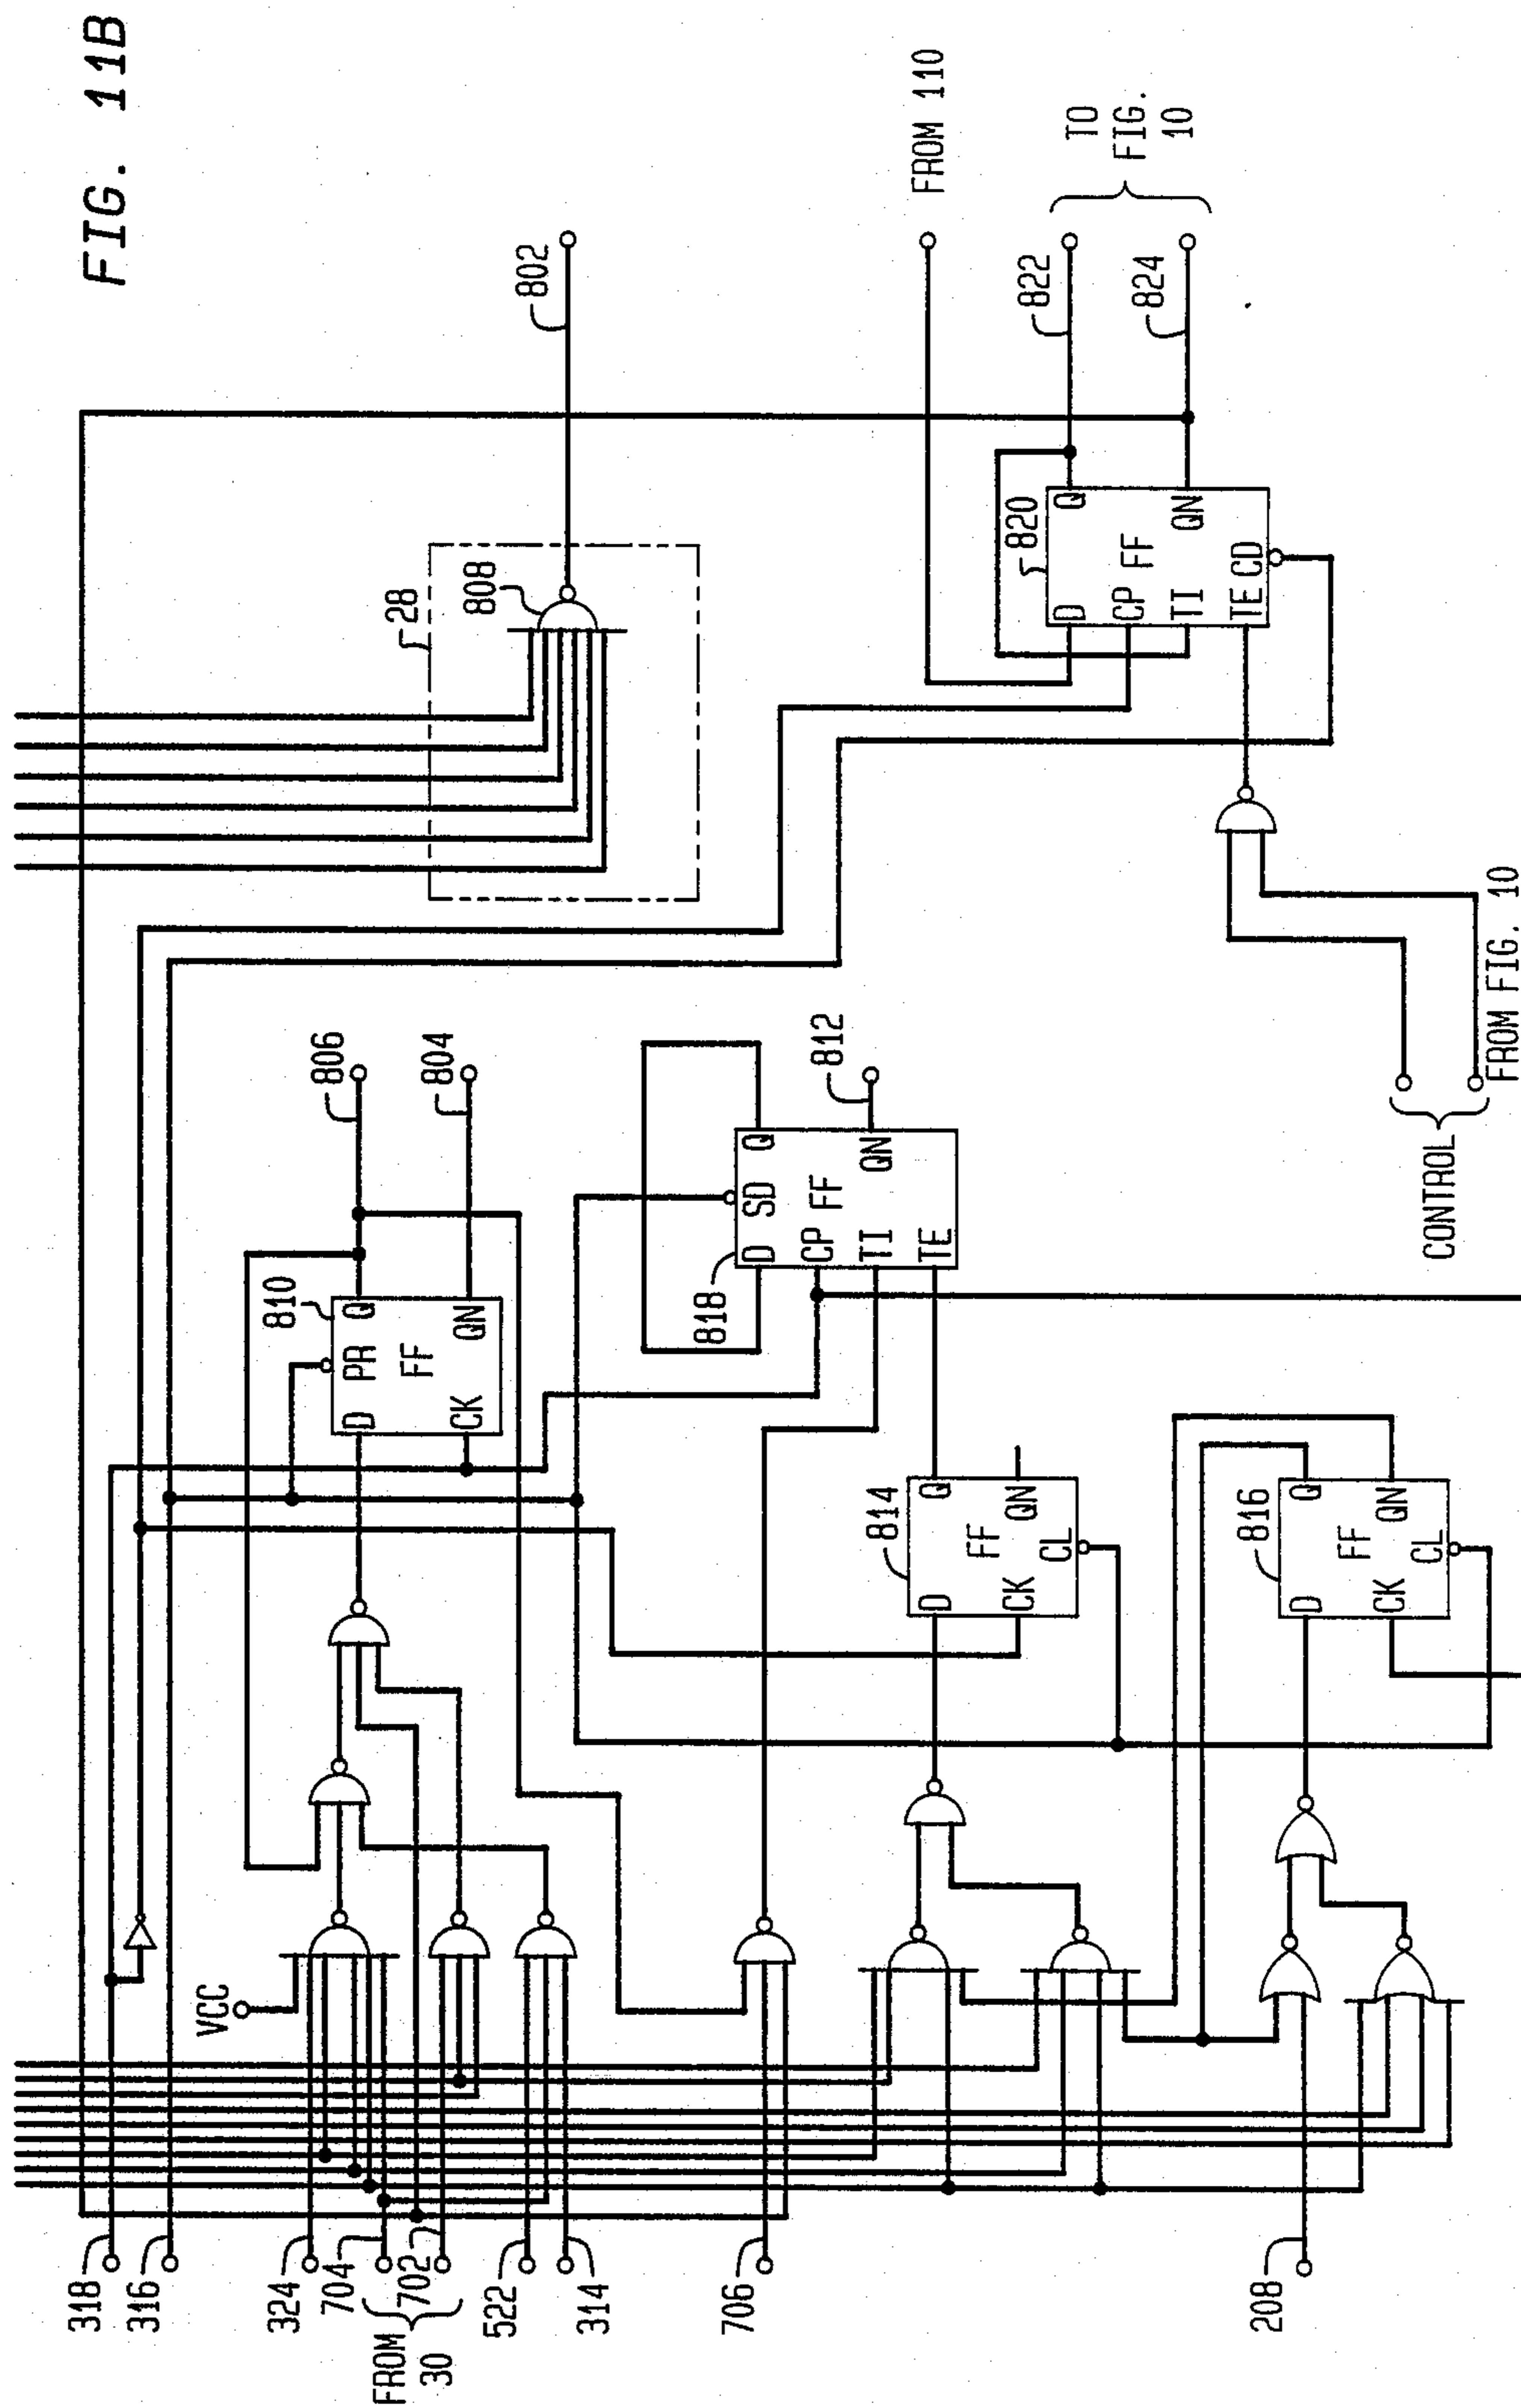 FIG. 11B
318
316
324
704
702
FROM
30
522
314
706
208
VCC
810
D
PR
Q
FF
CK
QN
806
804
28
808
802
818
D
SD
Q
CP
FF
TI
QN
TE
812
814
D
Q
FF
CK
QN
CL
816
D
Q
FF
CK
QN
CL
820
D
Q
CP
FF
TI
QN
TE
CD
FROM 110
822
824
TO
FIG.
10
CONTROL
FROM FIG. 10